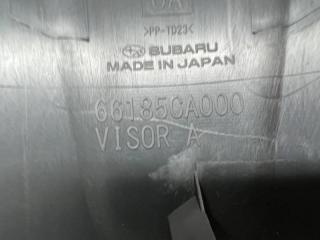 >PP-TD23<
SUBARU
MADE IN JAPAN
66185CA000
VISOR A